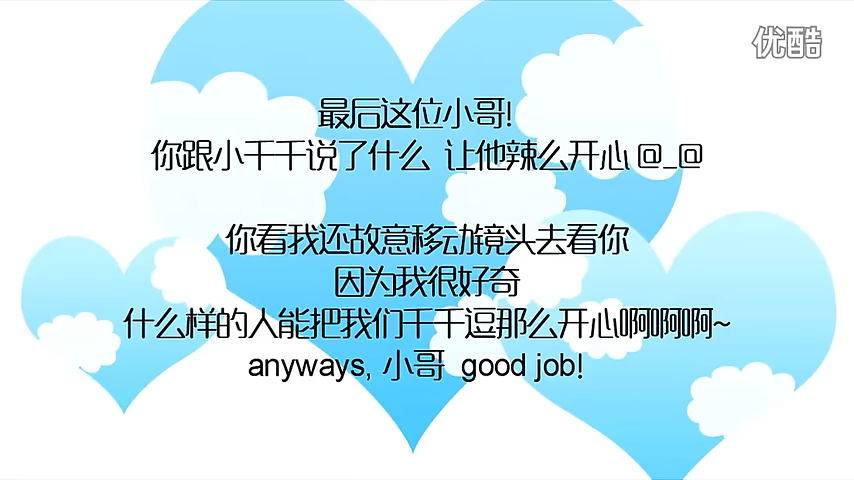 优酷
最后这位小哥!
你跟小千千说了什么 让他辣么开心@_@
你看我还故意移动镜头去看你
因为我很好奇
什么样的人能把我们千千逗那么开心啊啊啊~
anyways, 小哥 good job!